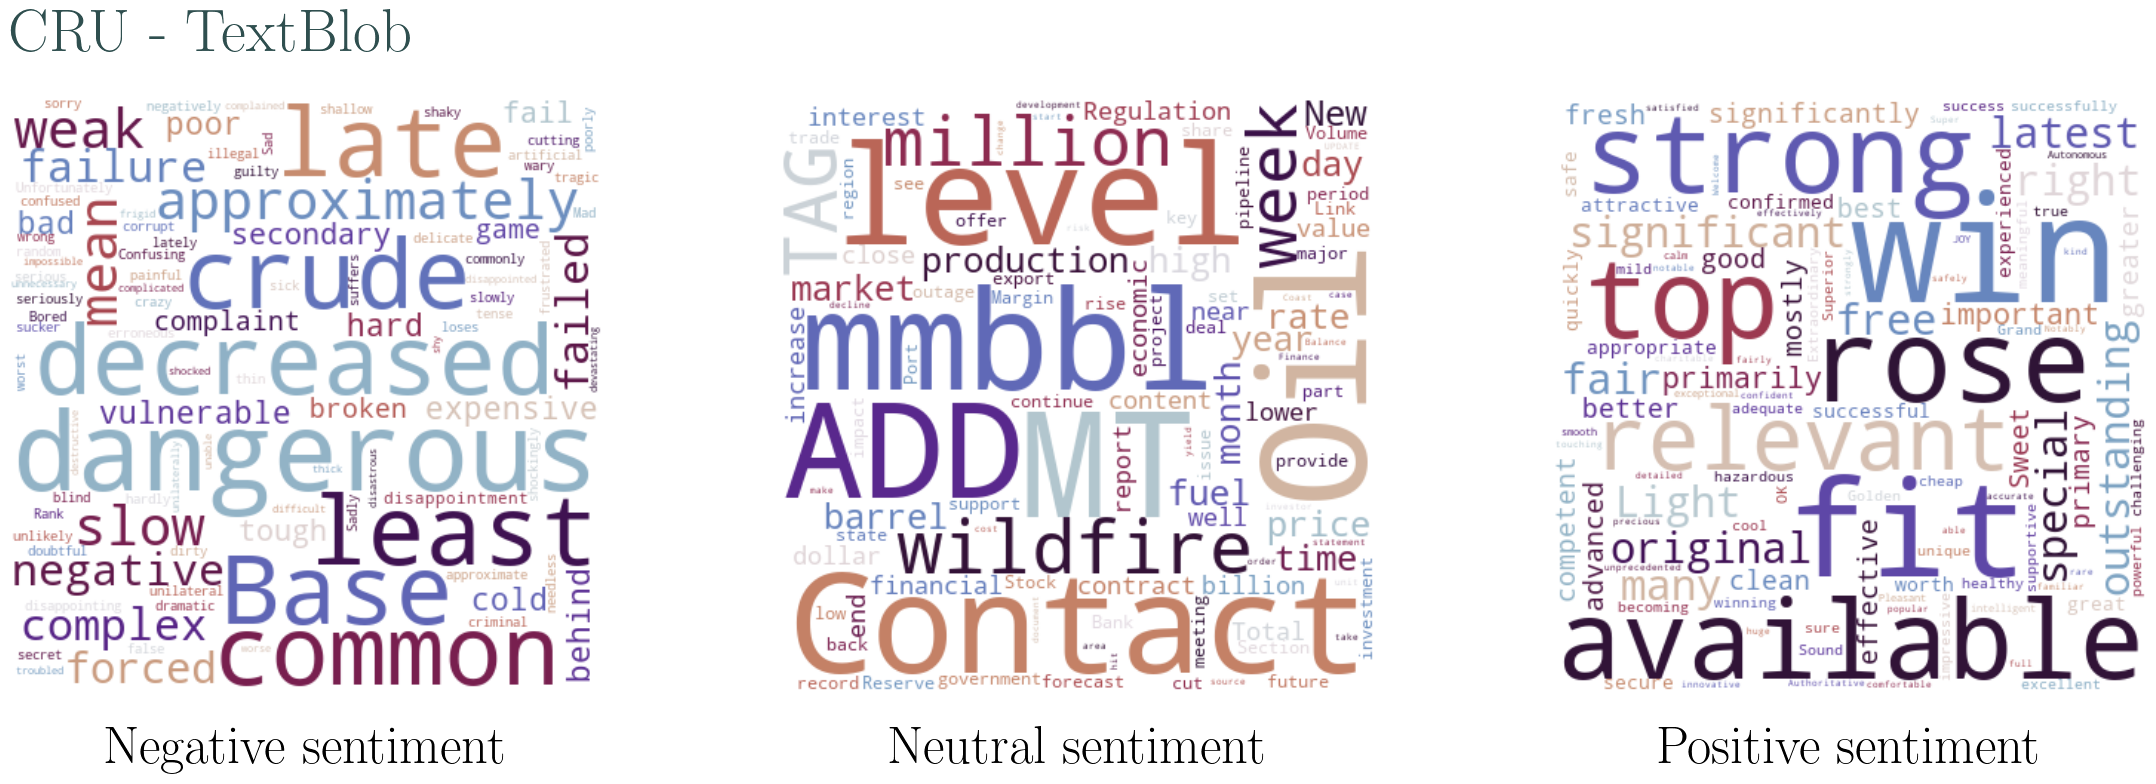 CRU - TextBlob
sorry negatively complained shallow shaky fail
weak poor late cutting poorly
failure illegal Sad guilty artificial wary tragic
Unfortunately confused approximately
bad mean frigid corrupt Mad
wrong lately secondary delicate game
random Confusing crude suffers commonly failed frustrated
impossible serious painful sick disappointed
unnecessary complicated slowly
seriously crazy tense
Bored complaint hard loses
sucker erroneous shy
decreased devastating
worst shocked thin
vulnerable broken expensive
dangerous
destructive unilaterally unable thick disastrous shockingly
blind hardly disappointment
Rank slow difficult Sadly least
unlikely tough
doubtful dirty
negative Base approximate needless behind
unilateral cold
disappointing dramatic criminal
complex common
secret false worse
troubled forced
Negative sentiment
interest development start Regulation New
trade million change share week Volume
TAG level UPDATE
region see pipeline day
offer key period
risk Link
value
close production high major
export
market outage Margin economic rise set Coast case
decline near rate
increase mmbbl project deal Oil
year Balance
Port Finance
month part
continue content lower
impact ADD MT report yield issue provide
make fuel investor
barrel support well price
state cost statement
dollar wildfire order time
financial Stock contract billion unit investment
Contact
low end document Bank meeting Total take
back area Section
hit
record Reserve government forecast cut source future
Neutral sentiment
fresh satisfied significantly success successfully
strong Super latest
safe Welcome experienced Autonomous
right
attractive confirmed best true
effectively meaningful greater
significant win JOY kind
quickly calm good
mild notable strongly safely
top mostly Superior
Extraordinary free important
Grand Notably
appropriate rose
charitable fairly
fair primarily outstanding
exceptional confident
better adequate successful
smooth relevant Sweet special primary challenging
touching
competent detailed hazardous cheap
Light OK Golden accurate
advanced precious fit powerful
unprecedented cool effective able
original unique supportive
many clean worth healthy rare
familiar
becoming winning Pleasant popular intelligent great
available
huge sure impressive
Sound full
secure innovative Authoritative comfortable excellent
Positive sentiment